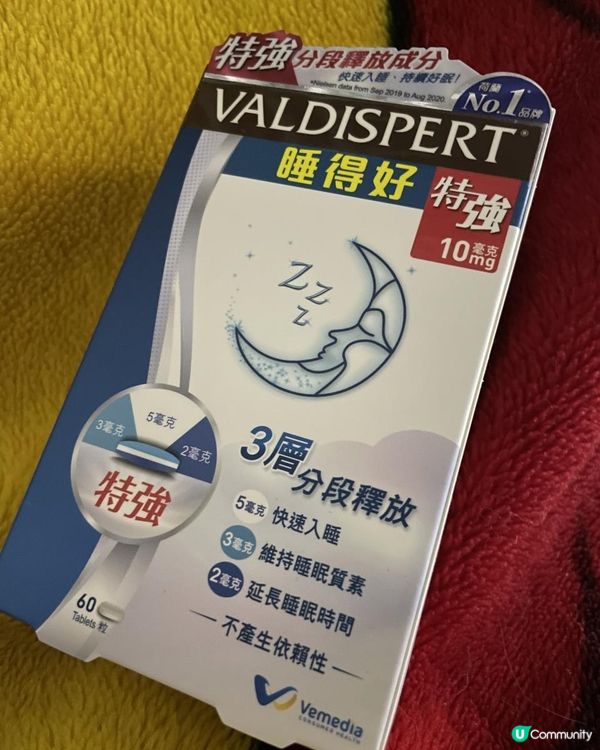 特強分段釋放成分
快速入睡、持續好眠!
*Nielsen data from Sep 2019 to Aug 2020.
荷蘭
No.1*品牌
VALDISPERT®
睡得好
特強
10毫克
mg
ZZZ
3毫克
5毫克
2毫克
特強
3層
分段釋放
5毫克 快速入睡
3毫克 維持睡眠質素
2毫克 延長睡眠時間
不產生依賴性
60
Tablets 粒
Vemedia
CONSUMER HEALTH
U Community